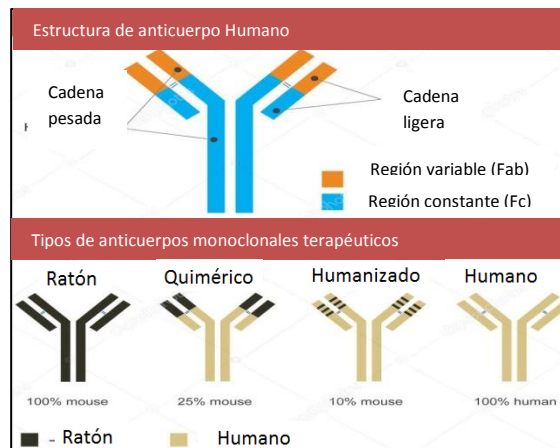 Estructura de anticuerpo Humano
Cadena
pesada
Cadena
ligera
Región variable (Fab)
Región constante (Fc)
Tipos de anticuerpos monoclonales terapéuticos
Ratón
Quimérico
Humanizado
Humano
100% mouse
25% mouse
10% mouse
100% human
- Ratón
Humano